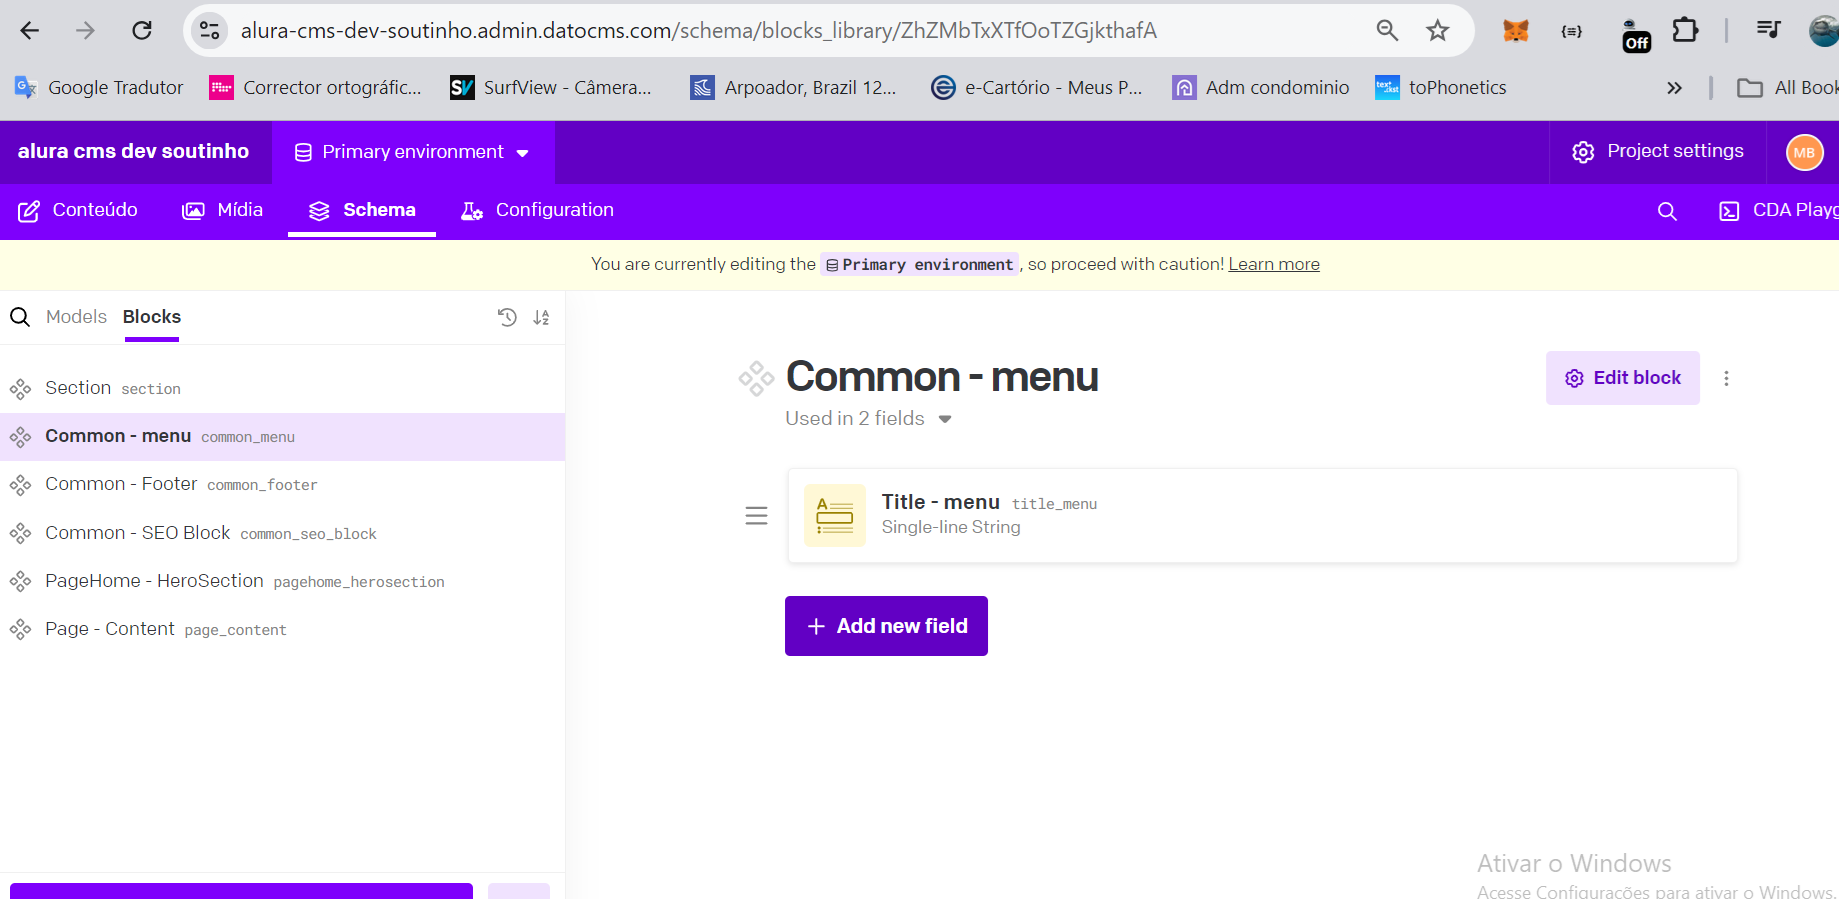 alura-cms-dev-soutinho.admin.datocms.com/schema/blocks_library/ZhZMbTxXTfOoTZGjkthafA
Off
Google Tradutor
Corrector ortográfic...
SV
SurfView - Câmera...
Arpoador, Brazil 12...
e-Cartório - Meus P...
Adm condominio
toPhonetics
»
All Book
alura cms dev soutinho
Primary environment
Project settings
MB
Conteúdo
Mídia
Schema
Configuration
CDA Playg
You are currently editing the Primary environment, so proceed with caution! Learn more
Models
Blocks
Section section
Common - menu common_menu
Common - Footer common_footer
Common - SEO Block common_seo_block
PageHome - HeroSection pagehome_herosection
Page - Content page_content
Common - menu
Used in 2 fields
Edit block
Title - menu title_menu
Single-line String
+ Add new field
Ativar o Windows
Acesse Configurações para ativar o Windows.